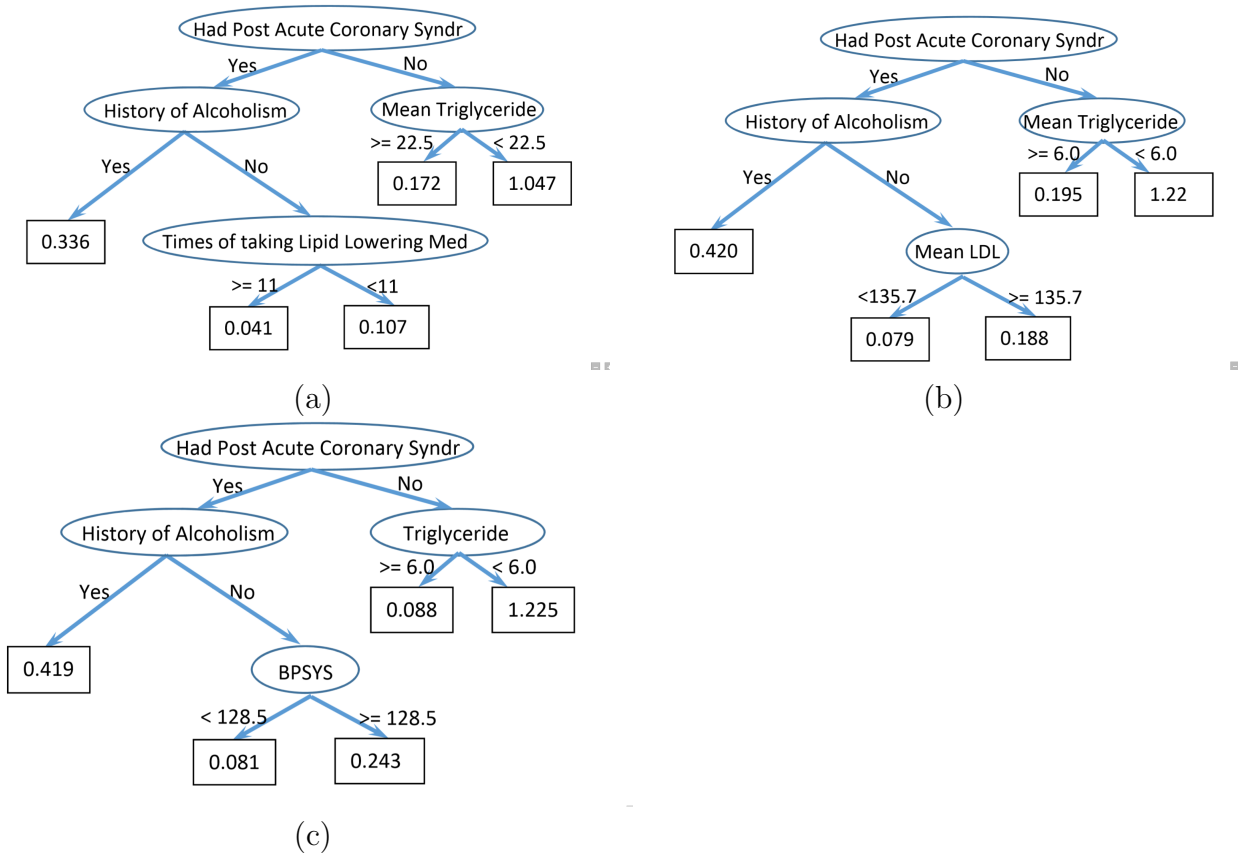 Had Post Acute Coronary Syndr
Yes
No
History of Alcoholism
Mean Triglyceride
>= 22.5
< 22.5
Yes
No
0.172
1.047
0.336
Times of taking Lipid Lowering Med
>= 11
<11
0.041
0.107
(a)
Had Post Acute Coronary Syndr
Yes
No
History of Alcoholism
Mean Triglyceride
>= 6.0
< 6.0
Yes
No
0.195
1.22
0.420
Mean LDL
<135.7
>= 135.7
0.079
0.188
(b)
Had Post Acute Coronary Syndr
Yes
No
History of Alcoholism
Triglyceride
>= 6.0
< 6.0
Yes
No
0.088
1.225
0.419
BPSYS
< 128.5
>= 128.5
0.081
0.243
(c)